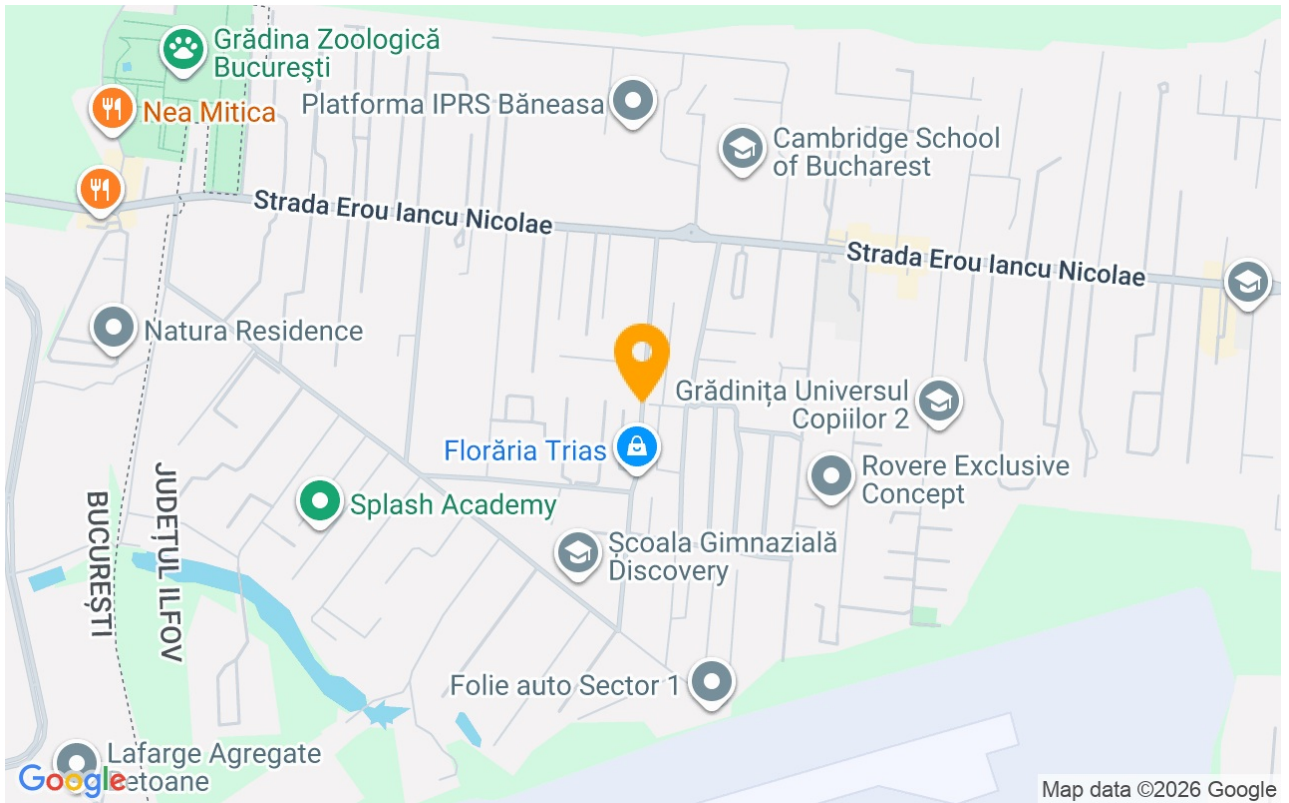 Grădina Zoologică
Bucureşti
Nea Mitica
Platforma IPRS Băneasa
Cambridge School
of Bucharest
Strada Erou Iancu Nicolae
Strada Erou Iancu Nicolae
Natura Residence
Grădinița Universul
Copiilor 2
Florăria Trias
Rovere Exclusive
Concept
Splash Academy
JUDEȚUL ILFOV
BUCUREȘTI
Școala Gimnazială
Discovery
Folie auto Sector 1
Lafarge Agregate
Betoane
Google
Map data ©2026 Google